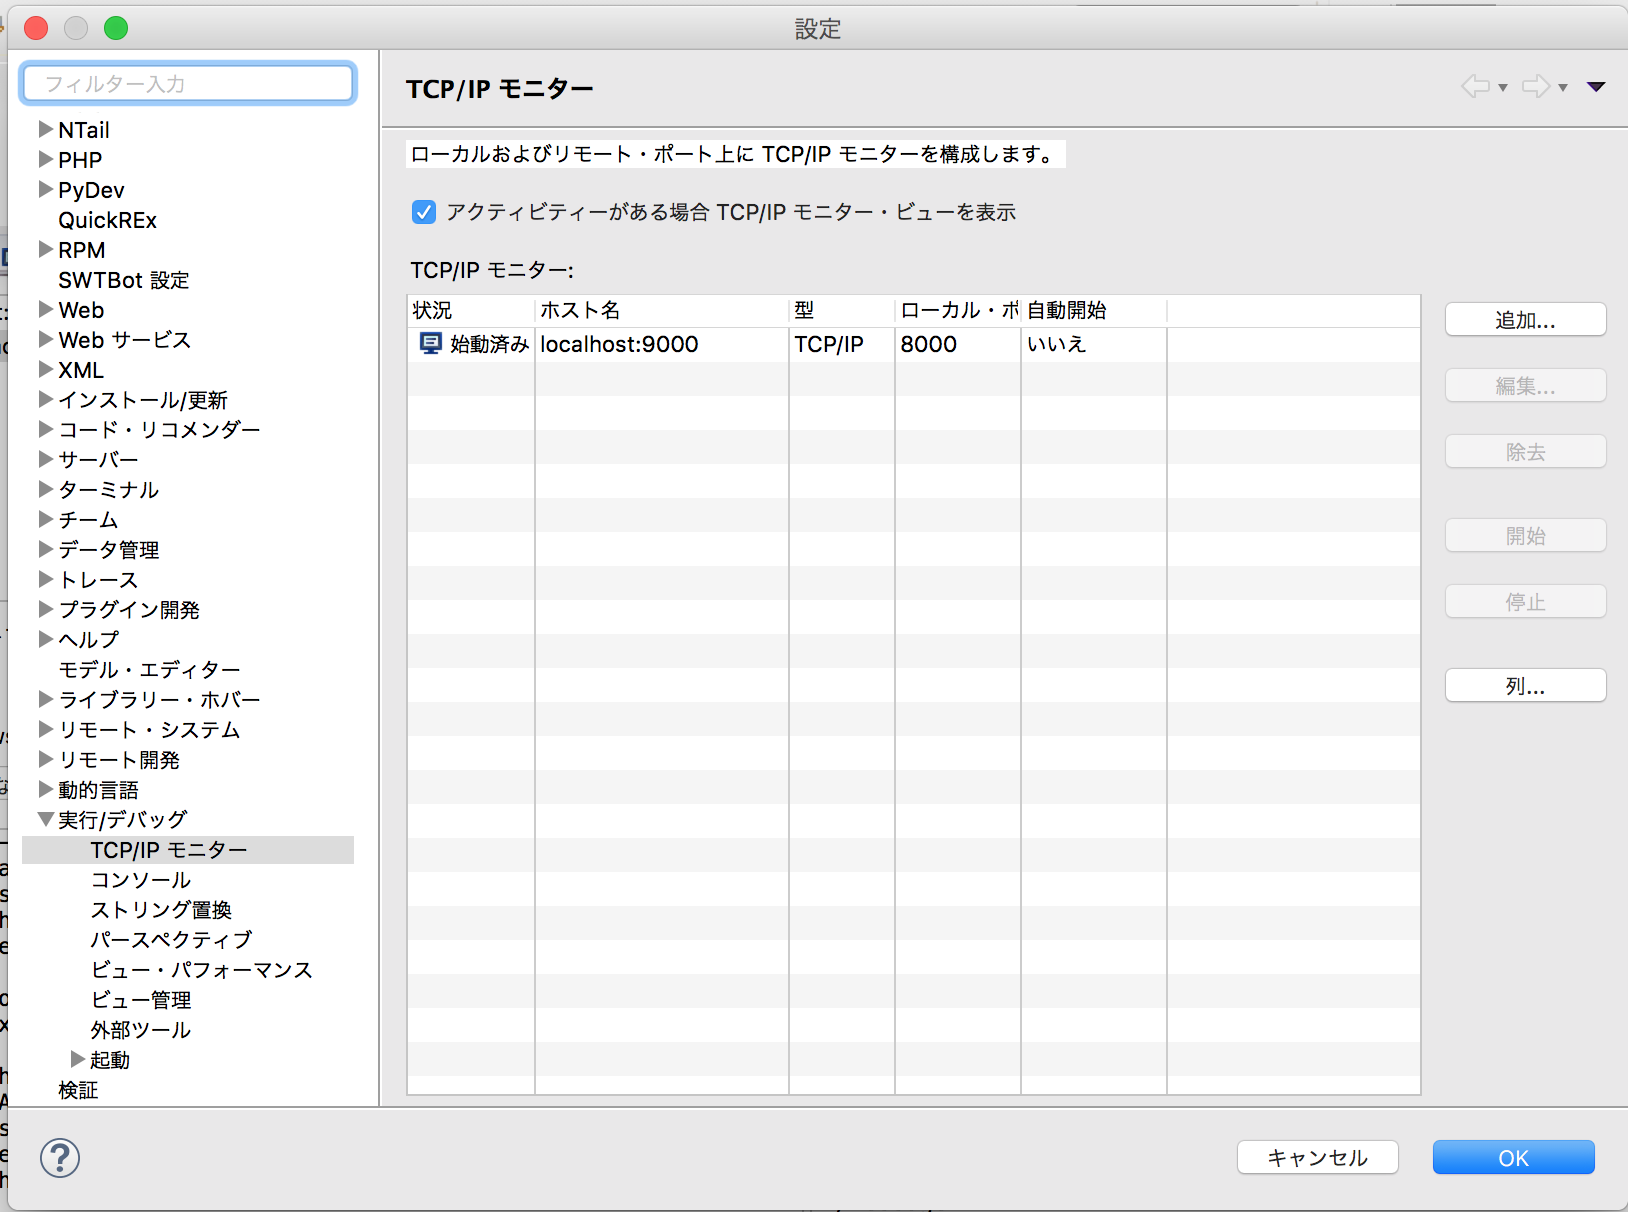 設定
フィルター入力
NTail
PHP
PyDev
QuickREx
RPM
SWTBot 設定
Web
Web サービス
XML
インストール/更新
コード・リコメンダー
サーバー
ターミナル
チーム
データ管理
トレース
プラグイン開発
ヘルプ
モデル・エディター
ライブラリー・ホバー
リモート・システム
リモート開発
動的言語
実行/デバッグ
TCP/IP モニター
コンソール
ストリング置換
パースペクティブ
ビュー・パフォーマンス
ビュー管理
外部ツール
起動
検証
TCP/IP モニター
ローカルおよびリモート・ポート上に TCP/IP モニターを構成します。
アクティビティーがある場合 TCP/IP モニター・ビューを表示
TCP/IP モニター:
状況 ホスト名 型 ローカル・ポ 自動開始
始動済み localhost:9000 TCP/IP 8000 いいえ
追加...
編集...
除去
開始
停止
列...
?
キャンセル
OK